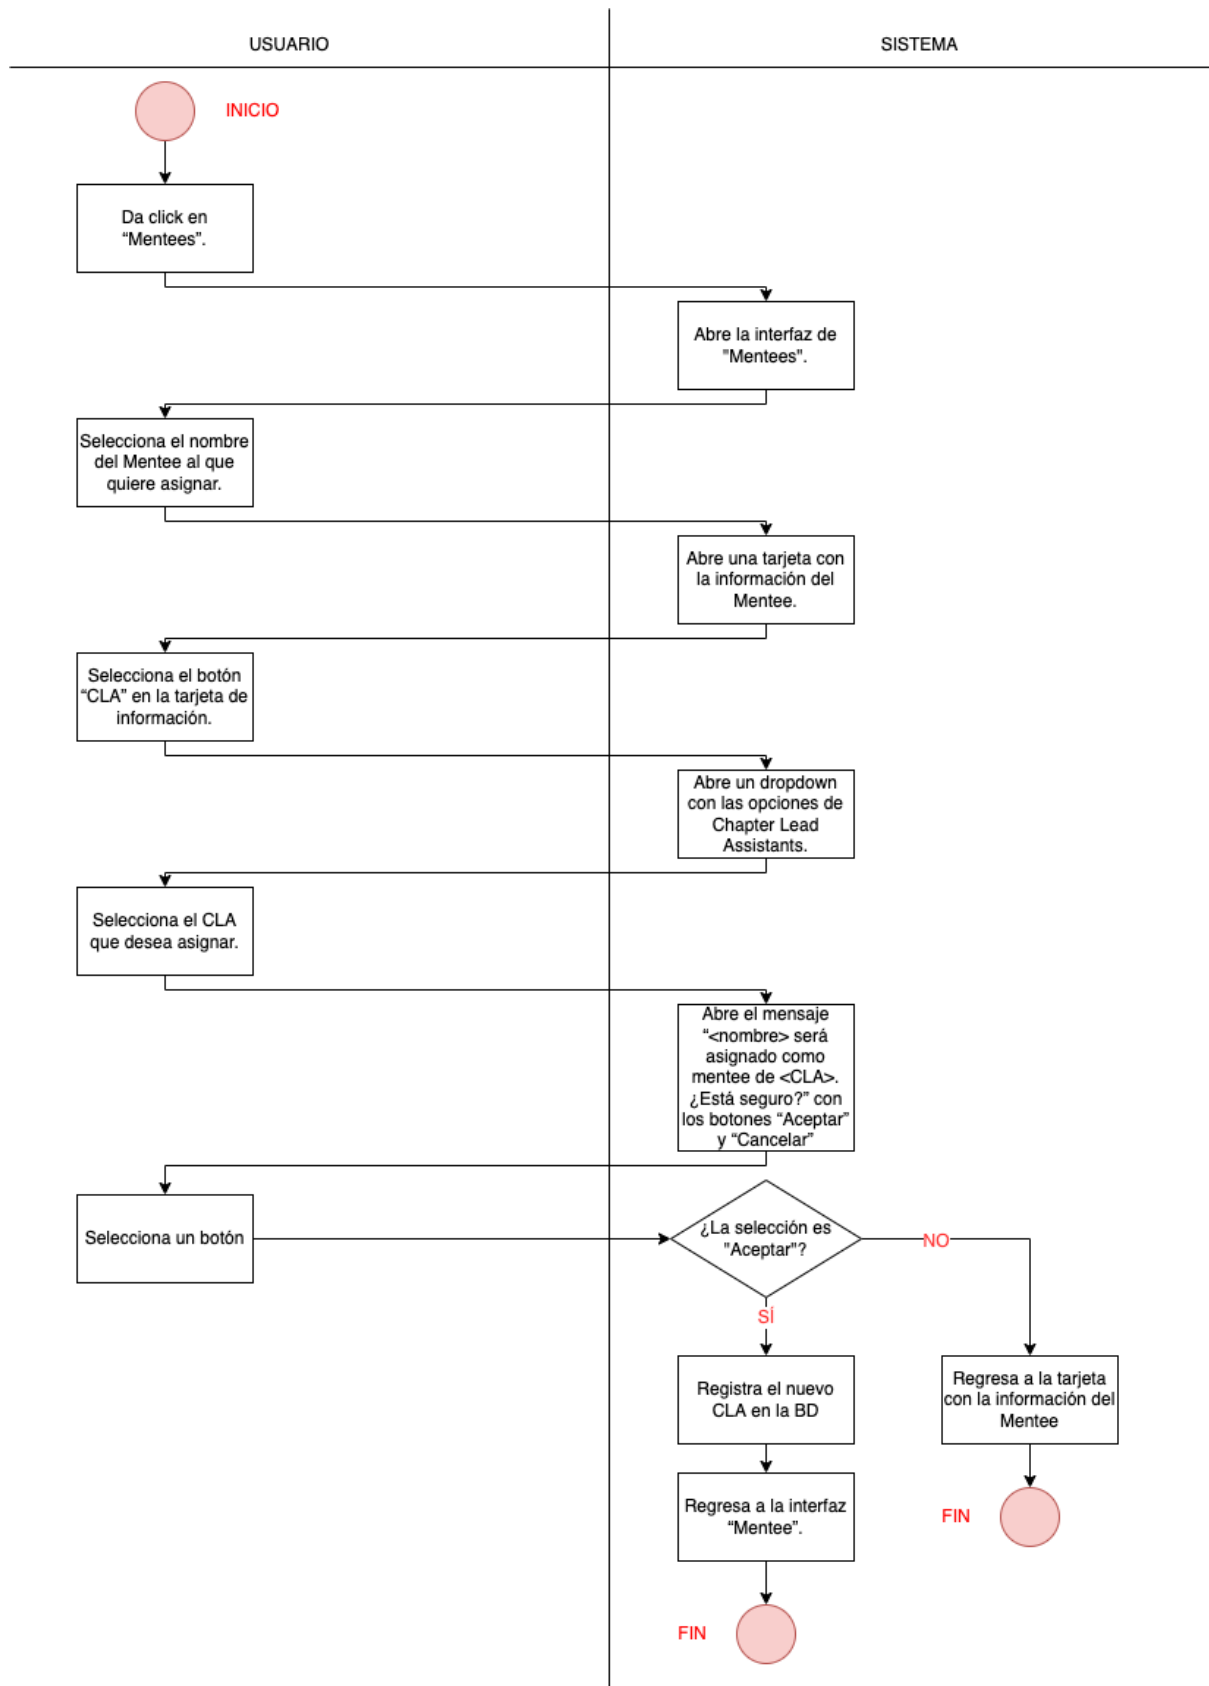 USUARIO
SISTEMA
INICIO
Da click en
“Mentees”.
Abre la interfaz de
"Mentees".
Selecciona el nombre
del Mentee al que
quiere asignar.
Abre una tarjeta con
la información del
Mentee.
Selecciona el botón
“CLA” en la tarjeta de
información.
Abre un dropdown
con las opciones de
Chapter Lead
Assistants.
Selecciona el CLA
que desea asignar.
Abre el mensaje
“<nombre> será
asignado como
mentee de <CLA>.
¿Está seguro?” con
los botones “Aceptar”
y “Cancelar”
Selecciona un botón
¿La selección es
"Aceptar"?
NO
SÍ
Registra el nuevo
CLA en la BD
Regresa a la tarjeta
con la información del
Mentee
Regresa a la interfaz
“Mentee”.
FIN
FIN